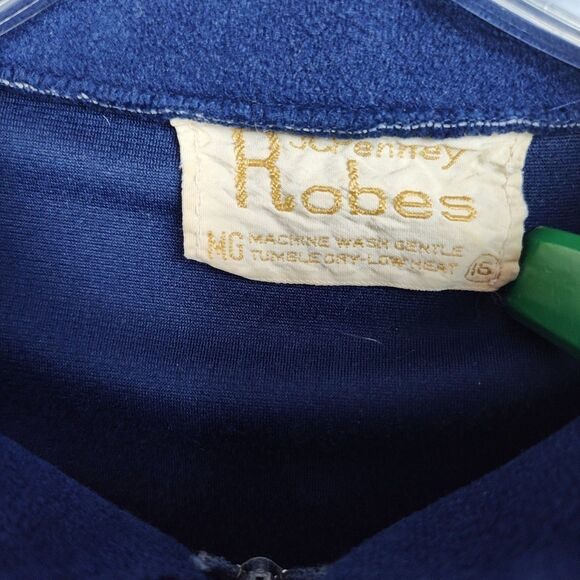 JCPenney
Robes
MG MACHINE WASH GENTLE
TUMBLE DRY-LOW HEAT 16